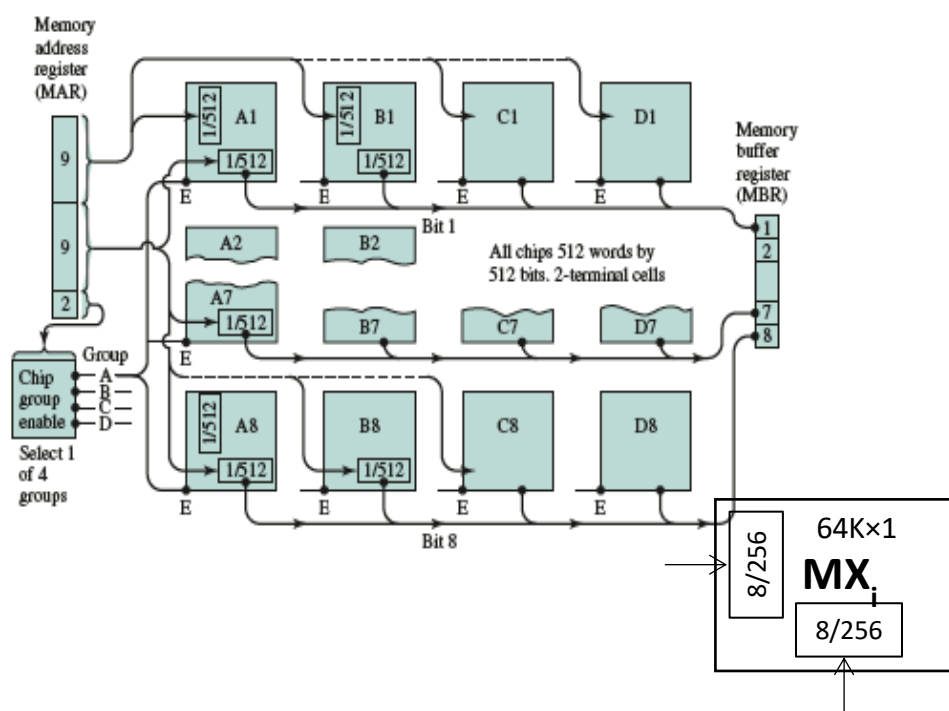 Memory
address
register
(MAR)
9
9
2
1/512
A1
1/512
E
1/512
B1
1/512
E
C1
E
D1
E
Bit 1
Memory
buffer
register
(MBR)
1
2
7
8
A2
B2
All chips 512 words by
512 bits. 2-terminal cells
A7
1/512
E
B7
C7
D7
Group
A
B
C
D
Chip
group
enable
Select 1
of 4
groups
1/512
A8
1/512
E
B8
1/512
E
C8
E
D8
E
Bit 8
64K×1
8/256
MXi
8/256